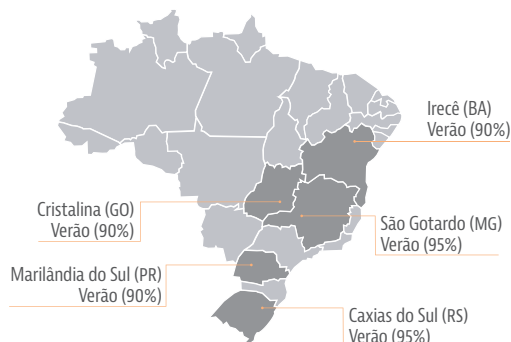 Irecê (BA)
Verão (90%)
Cristalina (GO)
Verão (90%)
São Gotardo (MG)
Verão (95%)
Marilândia do Sul (PR)
Verão (90%)
Caxias do Sul (RS)
Verão (95%)